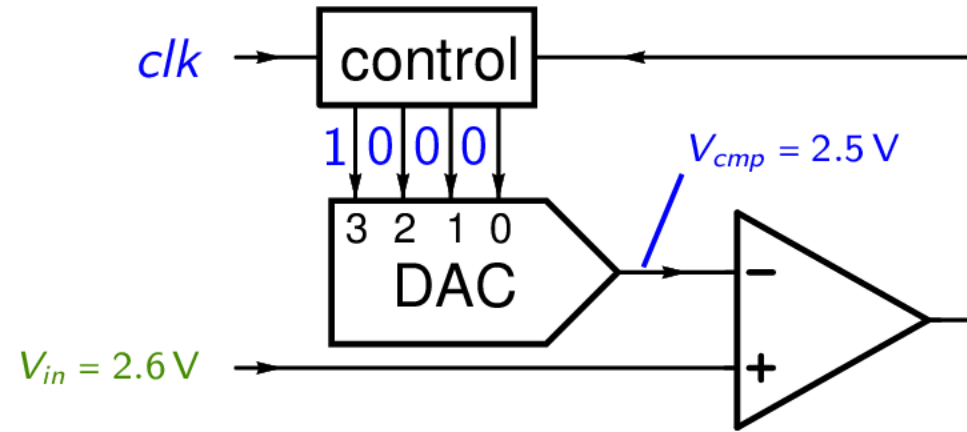 clk
control
1 0 0 0
V_cmp = 2.5 V
3 2 1 0
DAC
−
V_in = 2.6 V
+